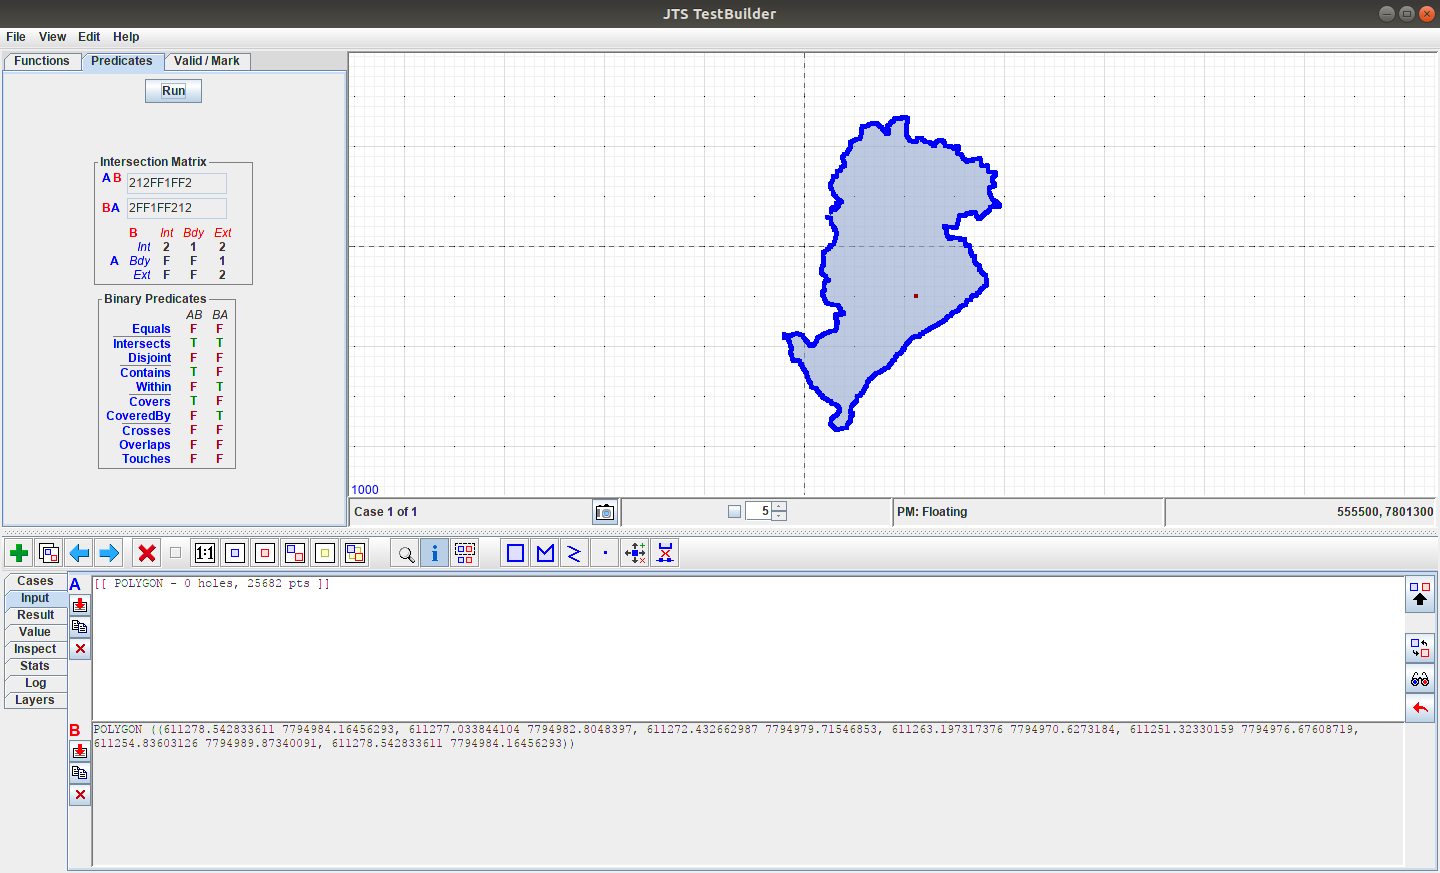 JTS TestBuilder
File View Edit Help
Functions Predicates Valid / Mark
Run
Intersection Matrix
A B 212FF1FF2
BA 2FF1FF212
B Int Bdy Ext
Int 2 1 2
A Bdy F F 1
Ext F F 2
Binary Predicates
AB BA
Equals F F
Intersects T T
Disjoint F F
Contains T F
Within F T
Covers T F
CoveredBy F T
Crosses F F
Overlaps F F
Touches F F
1000
Case 1 of 1 5 PM: Floating 555500, 7801300
1:1 i
Cases
Input
Result
Value
Inspect
Stats
Log
Layers
A [[ POLYGON - 0 holes, 25682 pts ]]
B POLYGON ((611278.542833611 7794984.16456293, 611277.033844104 7794982.8048397, 611272.432662987 7794979.71546853, 611263.197317376 7794970.6273184, 611251.32330159 7794976.67608719,
611254.83603126 7794989.87340091, 611278.542833611 7794984.16456293))